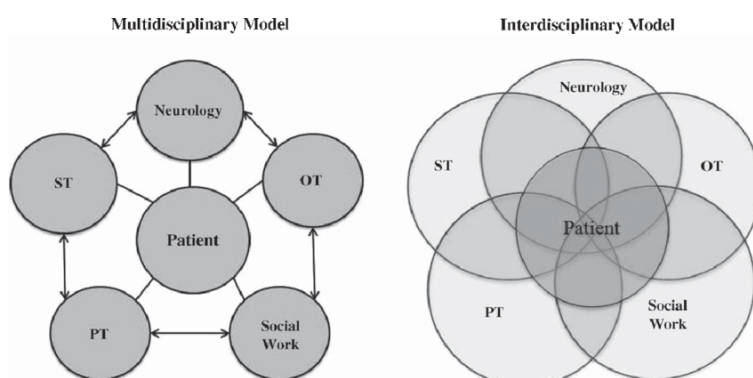 Multidisciplinary Model
Neurology
ST
OT
Patient
PT
Social
Work
Interdisciplinary Model
Neurology
ST
OT
Patient
PT
Social
Work